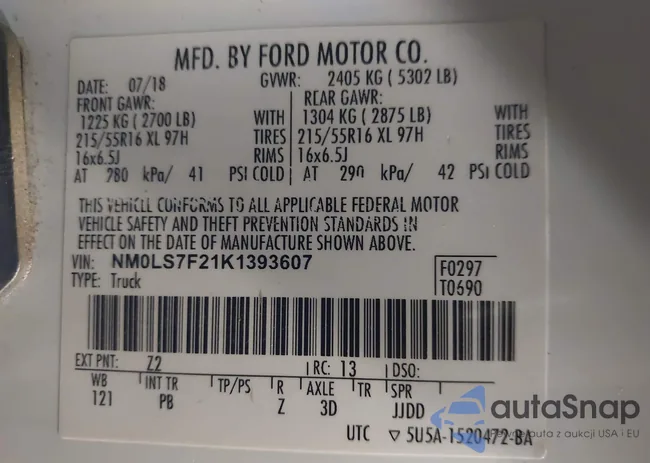 MFD. BY FORD MOTOR CO.
DATE: 07/18 GVWR: 2405 KG ( 5302 LB)
FRONT GAWR: REAR GAWR:
1225 KG ( 2700 LB) WITH 1304 KG ( 2875 LB) WITH
215/55R16 XL 97H TIRES 215/55R16 XL 97H TIRES
16x6.5J RIMS 16x6.5J RIMS
AT 280 kPa/ 41 PSI COLD AT 290 kPa/ 42 PSI COLD
THIS VEHICLE CONFORMS TO ALL APPLICABLE FEDERAL MOTOR
VEHICLE SAFETY AND THEFT PREVENTION STANDARDS IN
EFFECT ON THE DATE OF MANUFACTURE SHOWN ABOVE.
VIN: NM0LS7F21K1393607
TYPE: Truck
F0297
T0690
EXT PNT: Z2 RC: 13 DSO:
WB INT TR TP/PS R AXLE TR SPR
121 PB Z 3D JJDD
UTC ▽ 5U5A-1520472-BA
autaSnap
auta z aukcji USA i EU